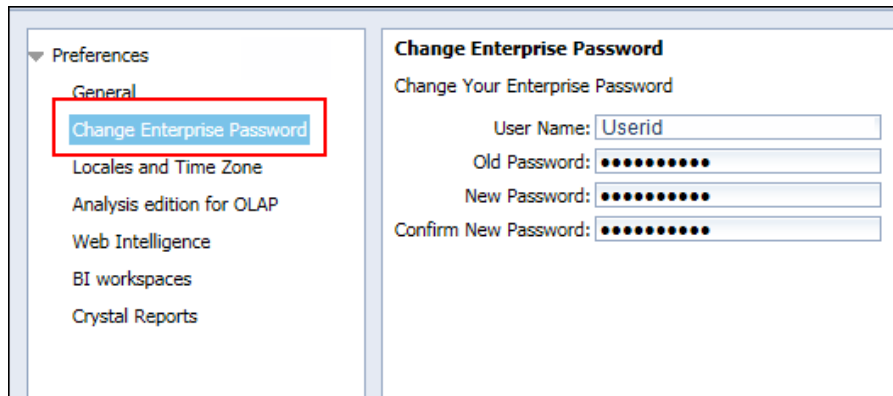 Preferences
General
Change Enterprise Password
Locales and Time Zone
Analysis edition for OLAP
Web Intelligence
BI workspaces
Crystal Reports
Change Enterprise Password
Change Your Enterprise Password
User Name: Userid
Old Password: ●●●●●●●●●●
New Password: ●●●●●●●●●●
Confirm New Password: ●●●●●●●●●●